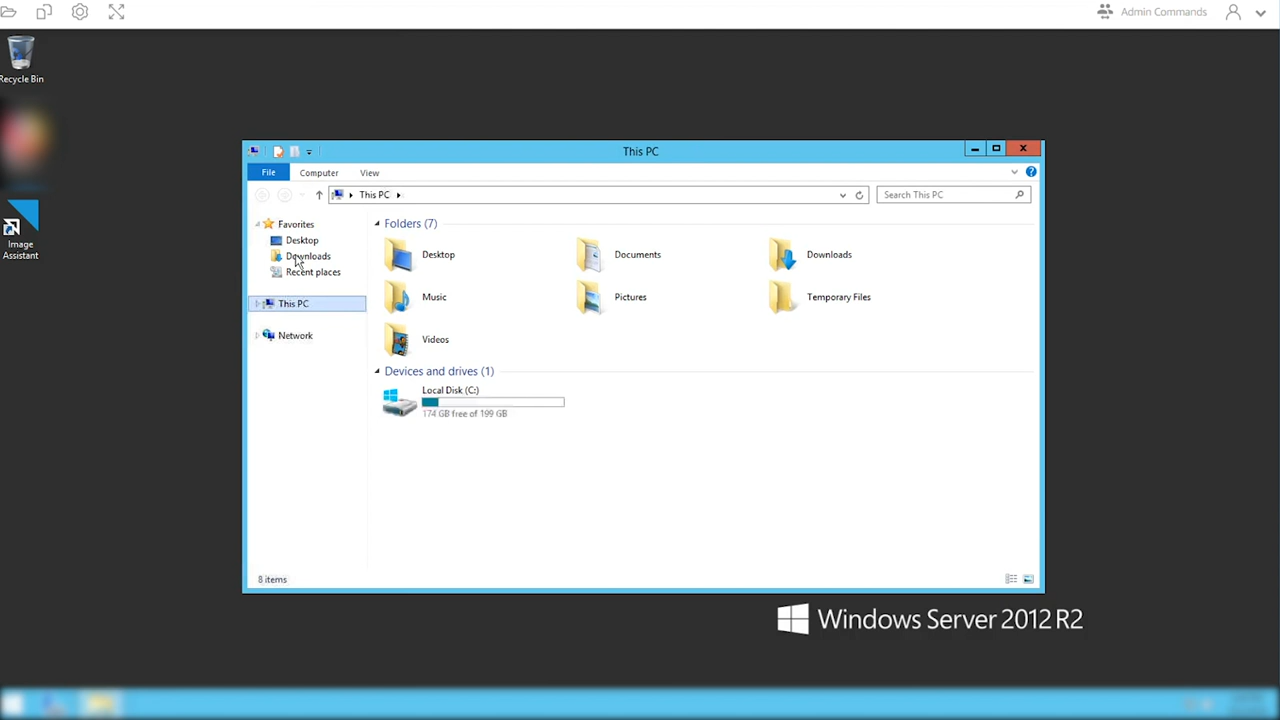 Admin Commands
Recycle Bin
Image
Assistant
This PC
File
Computer
View
This PC
Search This PC
Favorites
Desktop
Downloads
Recent places
This PC
Network
Folders (7)
Desktop
Documents
Downloads
Music
Pictures
Temporary Files
Videos
Devices and drives (1)
Local Disk (C:)
174 GB free of 199 GB
8 items
Windows Server 2012 R2